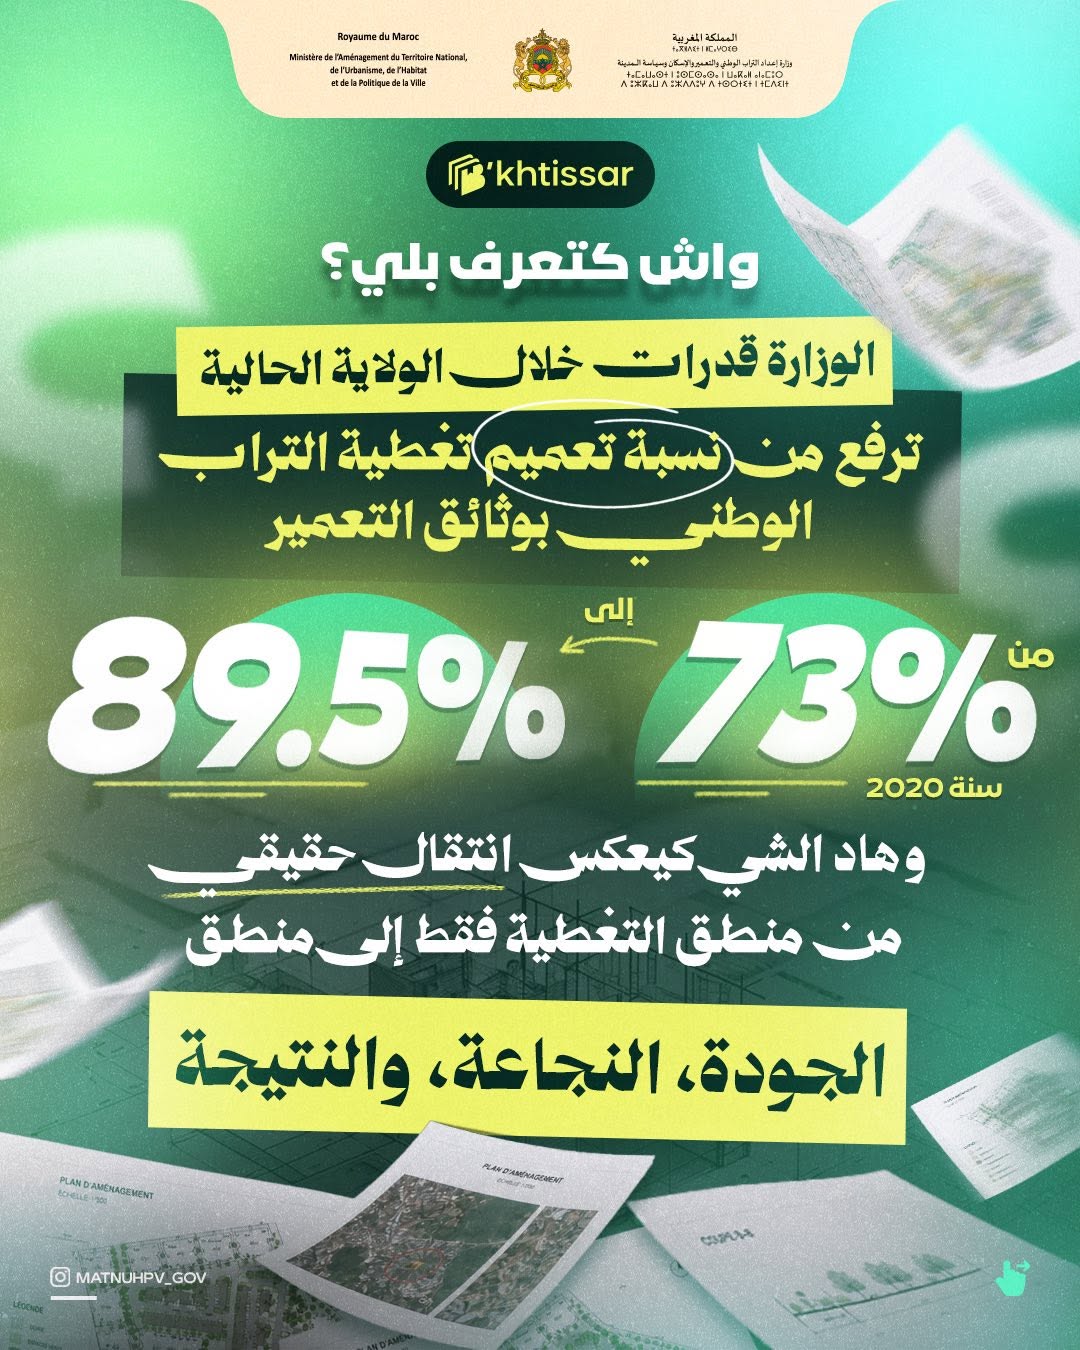 Royaume du Maroc
Ministère de l'Aménagement du Territoire National,
de l'Urbanisme, de l'Habitat
et de la Politique de la Ville
المملكة المغربية
ⵜⴰⴳⵍⴷⵉⵜ ⵏ ⵍⵎⵖⵔⵉⴱ
وزارة إعداد التراب الوطني والتعمير والإسكان وسياسة المدينة
B'khtissar
واش كتعرف بلي؟
الوزارة قدرات خلال الولاية الحالية
ترفع من نسبة تعميم تغطية التراب
الوطني بوثائق التعمير
من 73% إلى 89.5%
سنة 2020
وهاد الشي كيعكس انتقال حقيقي
من منطق التغطية فقط إلى منطق
الجودة، النجاعة، والنتيجة
PLAN D'AMÉNAGEMENT
PLAN D'AMÉNAGEMENT
LÉGENDE
MATNUHPV_GOV